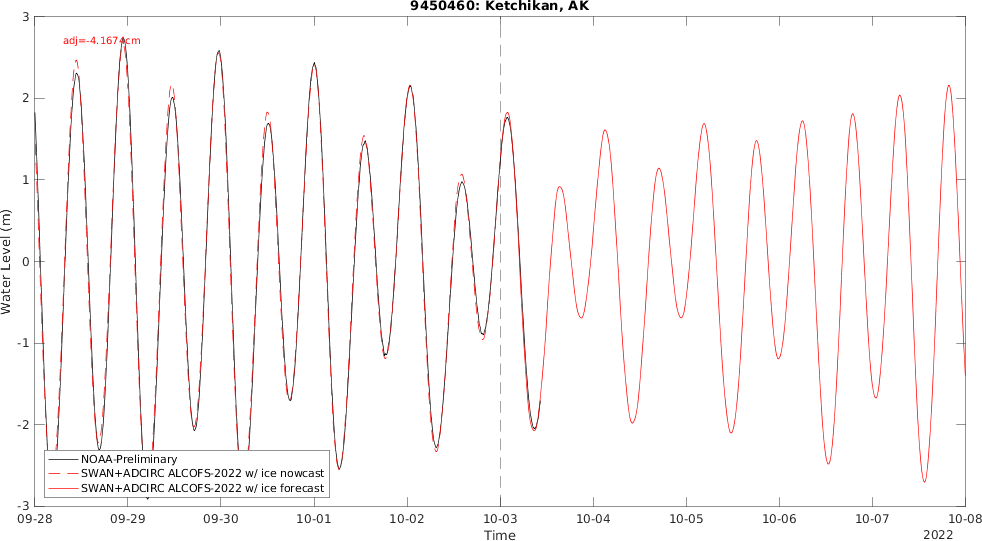 9450460: Ketchikan, AK
3
adj=-4.1674cm
2
1
0
-1
-2
-3
Water Level (m)
NOAA-Preliminary
SWAN+ADCIRC ALCOFS-2022 w/ ice nowcast
SWAN+ADCIRC ALCOFS-2022 w/ ice forecast
09-28 09-29 09-30 10-01 10-02 10-03 10-04 10-05 10-06 10-07 10-08
Time
2022